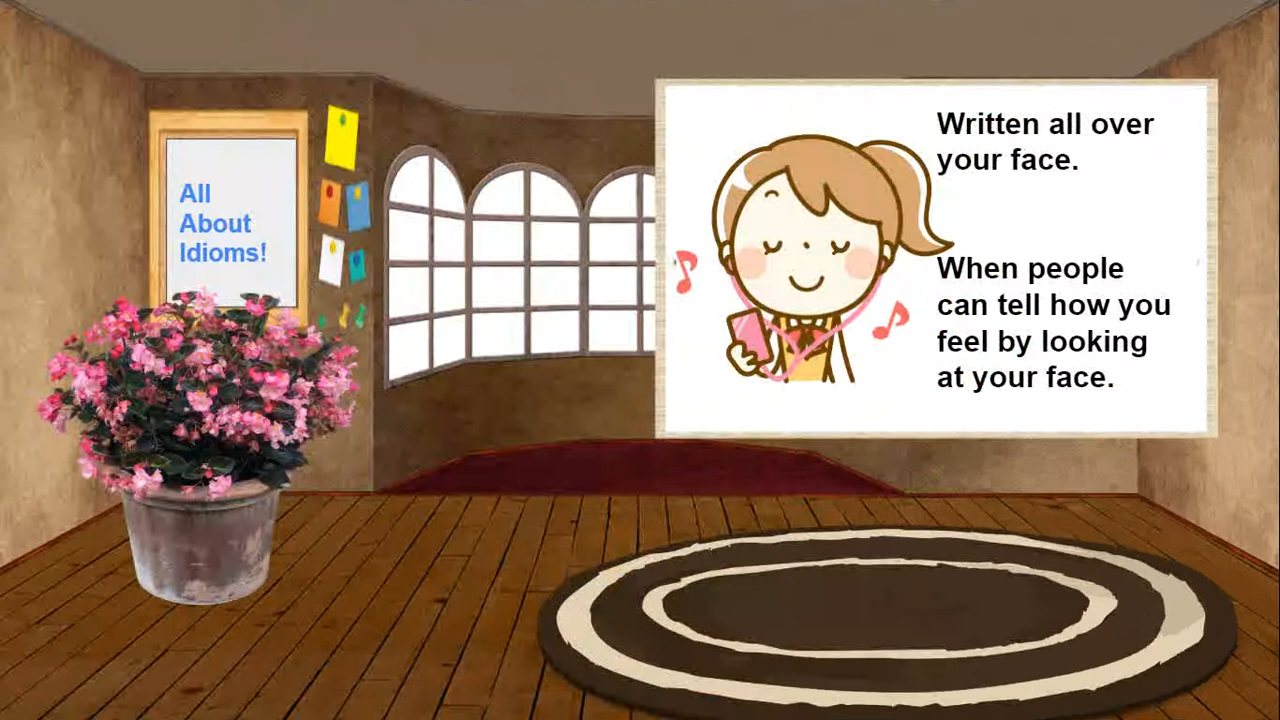 All
About
Idioms!
Written all over
your face.
When people
can tell how you
feel by looking
at your face.